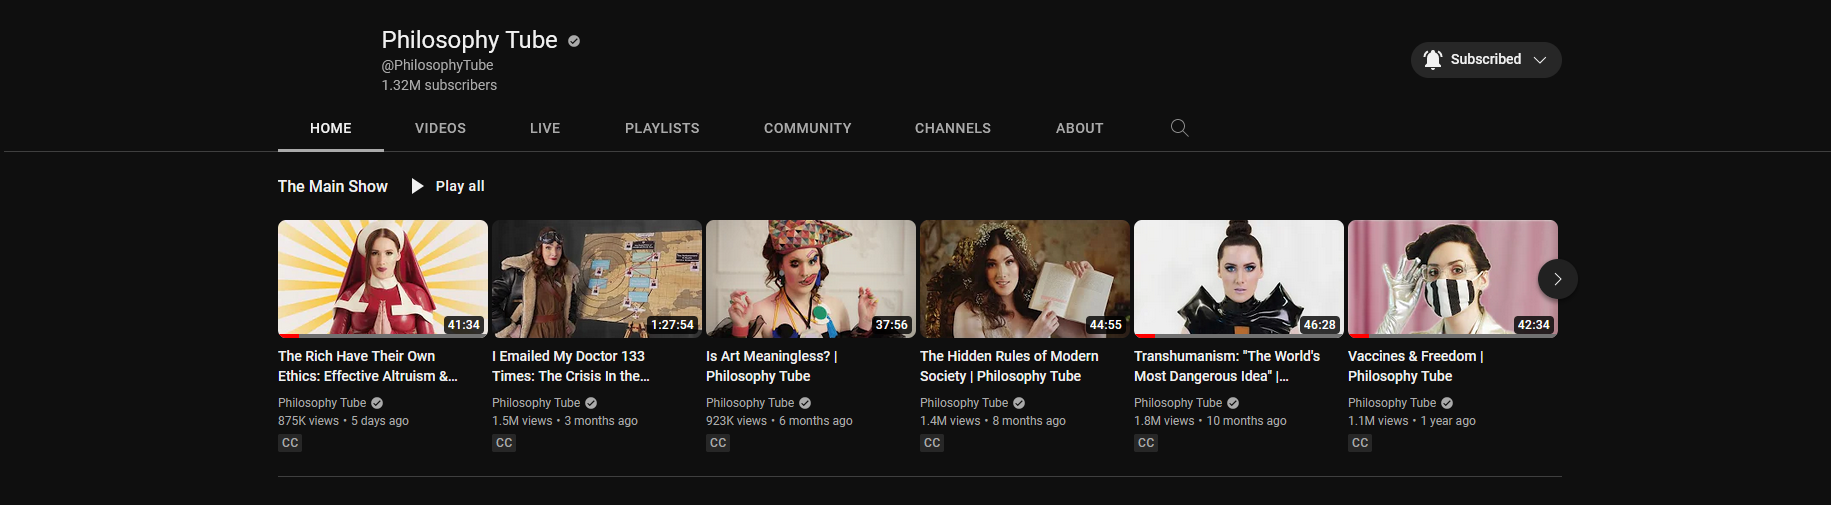 Philosophy Tube
@PhilosophyTube
1.32M subscribers
Subscribed
HOME VIDEOS LIVE PLAYLISTS COMMUNITY CHANNELS ABOUT
The Main Show Play all
41:34
1:27:54
37:56
44:55
46:28
42:34
The Rich Have Their Own
Ethics: Effective Altruism &...
Philosophy Tube
875K views • 5 days ago
CC
I Emailed My Doctor 133
Times: The Crisis In the...
Philosophy Tube
1.5M views • 3 months ago
CC
Is Art Meaningless? |
Philosophy Tube
Philosophy Tube
923K views • 6 months ago
CC
The Hidden Rules of Modern
Society | Philosophy Tube
Philosophy Tube
1.4M views • 8 months ago
CC
Transhumanism: "The World's
Most Dangerous Idea" |...
Philosophy Tube
1.8M views • 10 months ago
CC
Vaccines & Freedom |
Philosophy Tube
Philosophy Tube
1.1M views • 1 year ago
CC